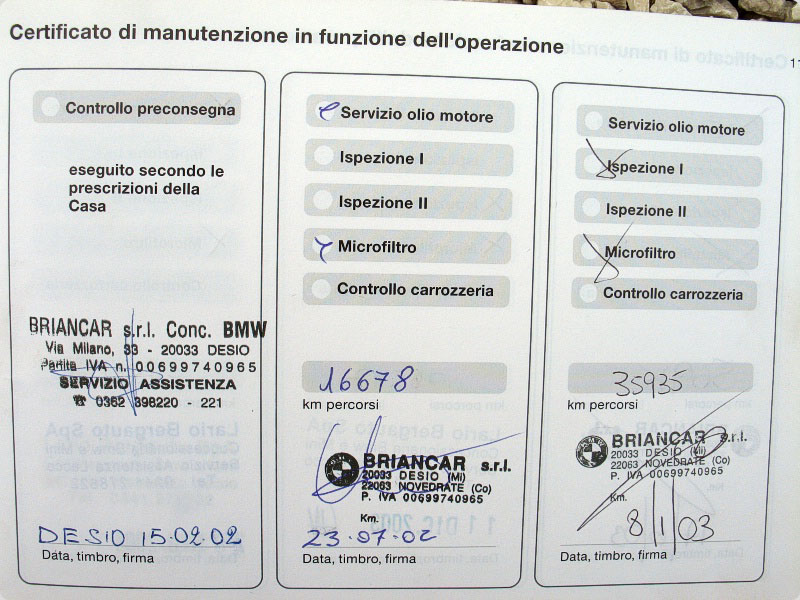 Certificato di manutenzione in funzione dell'operazione
Controllo preconsegna
eseguito secondo le
prescrizioni della
Casa
BRIANCAR s.r.l. Conc. BMW
Via Milano, 33 - 20033 DESIO
Partita IVA n. 00699740965
SERVIZIO ASSISTENZA
☎ 0362 398220 - 221
DESIO 15.02.02
Data, timbro, firma
Servizio olio motore
Ispezione I
Ispezione II
Microfiltro
Controllo carrozzeria
16678
km percorsi
BRIANCAR s.r.l.
20033 DESIO (Mi)
22063 NOVEDRATE (Co)
P. IVA 00699740965
Km.
23.07.02
Data, timbro, firma
Servizio olio motore
Ispezione I
Ispezione II
Microfiltro
Controllo carrozzeria
35935
km percorsi
BRIANCAR s.r.l.
20033 DESIO (Mi)
22063 NOVEDRATE (Co)
P. IVA 00699740965
Km.
8/1/03
Data, timbro, firma